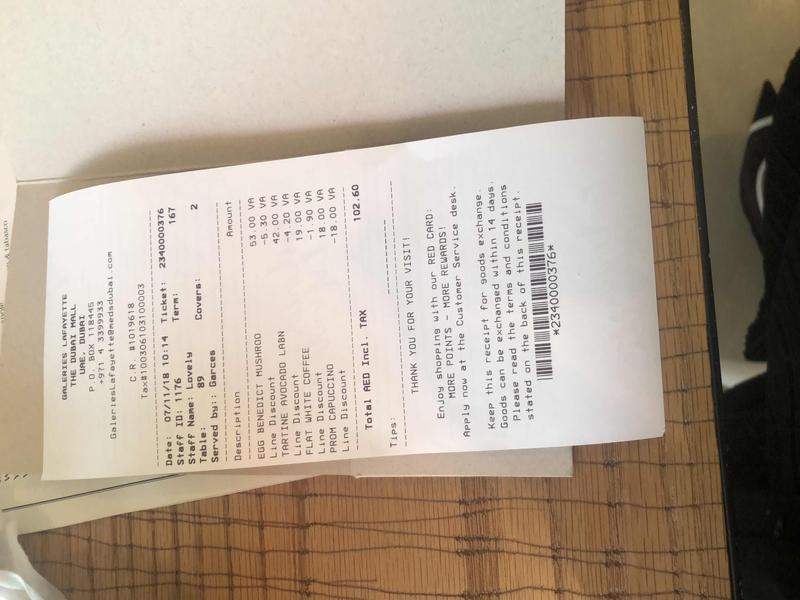 & tabasco
GALERIES LAFAYETTE
THE DUBAI MALL
UAE, DUBAI
P O. BOX 118445
+971 4 3399933
GaleriesLafayette@medsdubai.com
C.R. #1019618
Tax#100306103100003
Date: 07/11/18 10:14 Ticket: 2340000376
Staff ID: 1176 Term: 167
Staff Name: Lovely
Table: 89 Covers: 2
Served by:: Garces
Description Amount
EGG BENEDICT MUSHROO 53.00 VA
Line Discount -5.30 VA
TARTINE AVOCADO LABN 42.00 VA
Line Discount -4.20 VA
FLAT WHITE COFFEE 19.00 VA
Line Discount -1.90 VA
PROM CAPUCCINO 18.00 VA
Line Discount -18.00 VA
Total AED Incl. TAX 102.60
Tips:
THANK YOU FOR YOUR VISIT!
Enjoy shopping with our RED CARD:
MORE POINTS - MORE REWARDS!
Apply now at the Customer Service desk.
Keep this receipt for goods exchange.
Goods can be exchanged within 14 days.
Please read the terms and conditions
stated on the back of this receipt.
*2340000376*